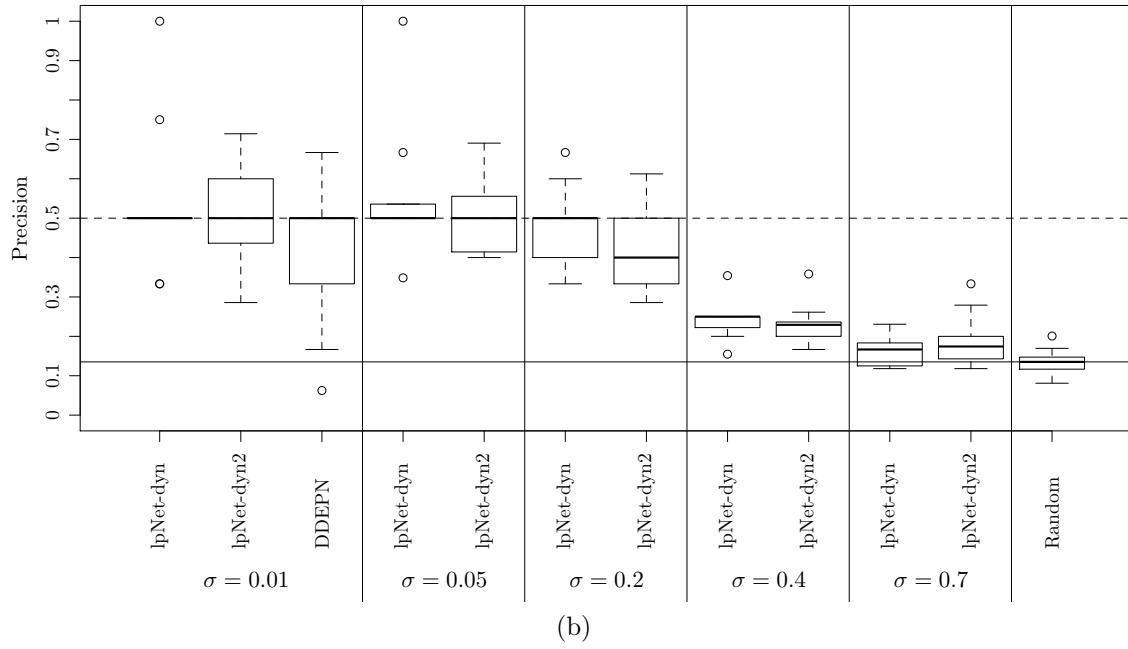 1
0.9
0.7
0.5
0.3
0.1
0
Precision
lpNet-dyn
lpNet-dyn2
DDEPN
lpNet-dyn
lpNet-dyn2
lpNet-dyn
lpNet-dyn2
lpNet-dyn
lpNet-dyn2
lpNet-dyn
lpNet-dyn2
Random
σ = 0.01
σ = 0.05
σ = 0.2
σ = 0.4
σ = 0.7
(b)